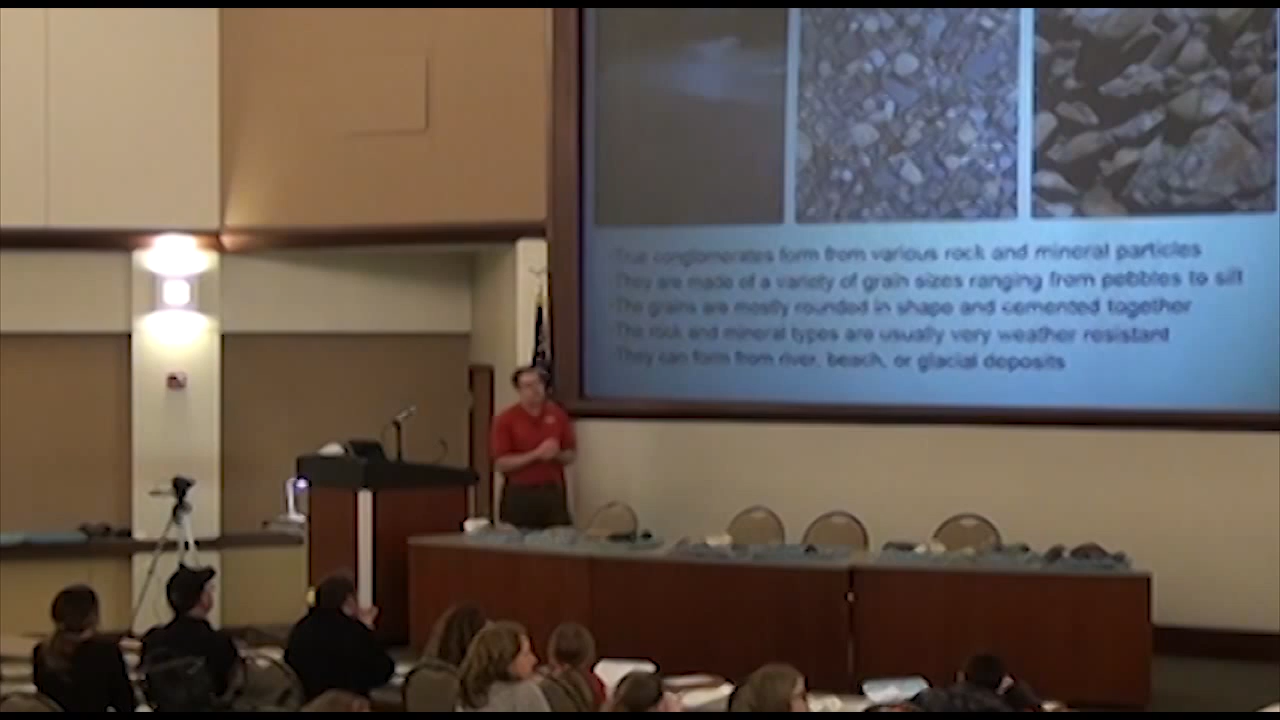 True conglomerates form from various rock and mineral particles
They are made of a variety of grain sizes ranging from pebbles to silt
The grains are mostly rounded in shape and cemented together
The rock and mineral types are usually very weather resistant
They can form from river, beach, or glacial deposits